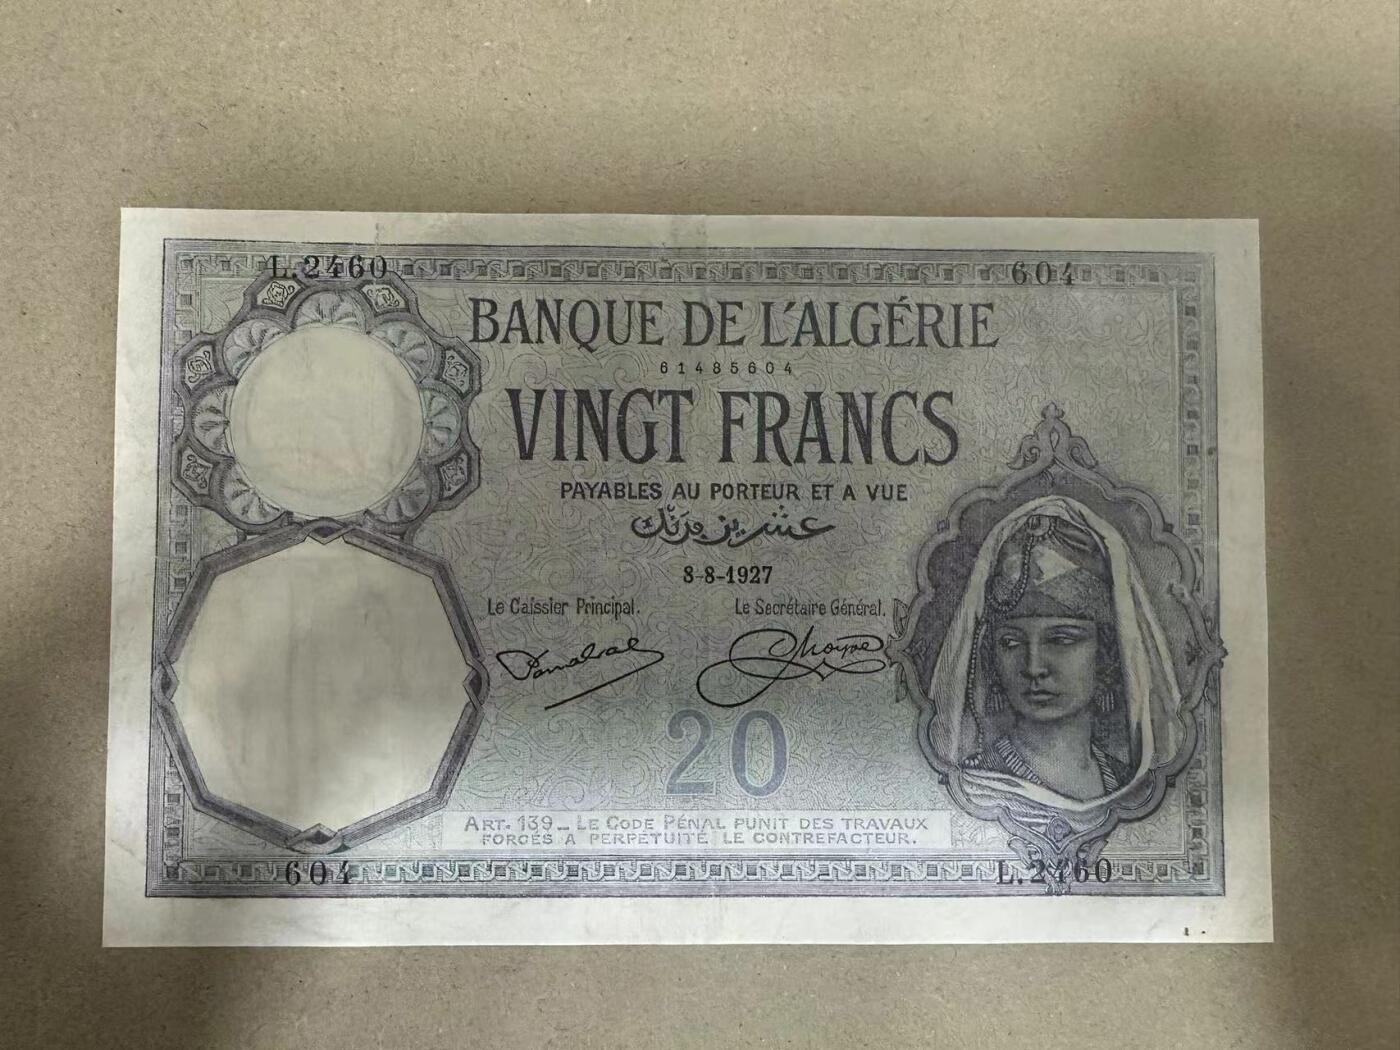 L.2460
604
BANQUE DE L'ALGÉRIE
61485604
VINGT FRANCS
PAYABLES AU PORTEUR ET A VUE
عشرين فرنك
8-8-1927
Le Caissier Principal.
Le Secrétaire Général.
20
ART. 139_ LE CODE PÉNAL PUNIT DES TRAVAUX
FORCÉS A PERPÉTUITÉ LE CONTREFACTEUR.
604
L.2460